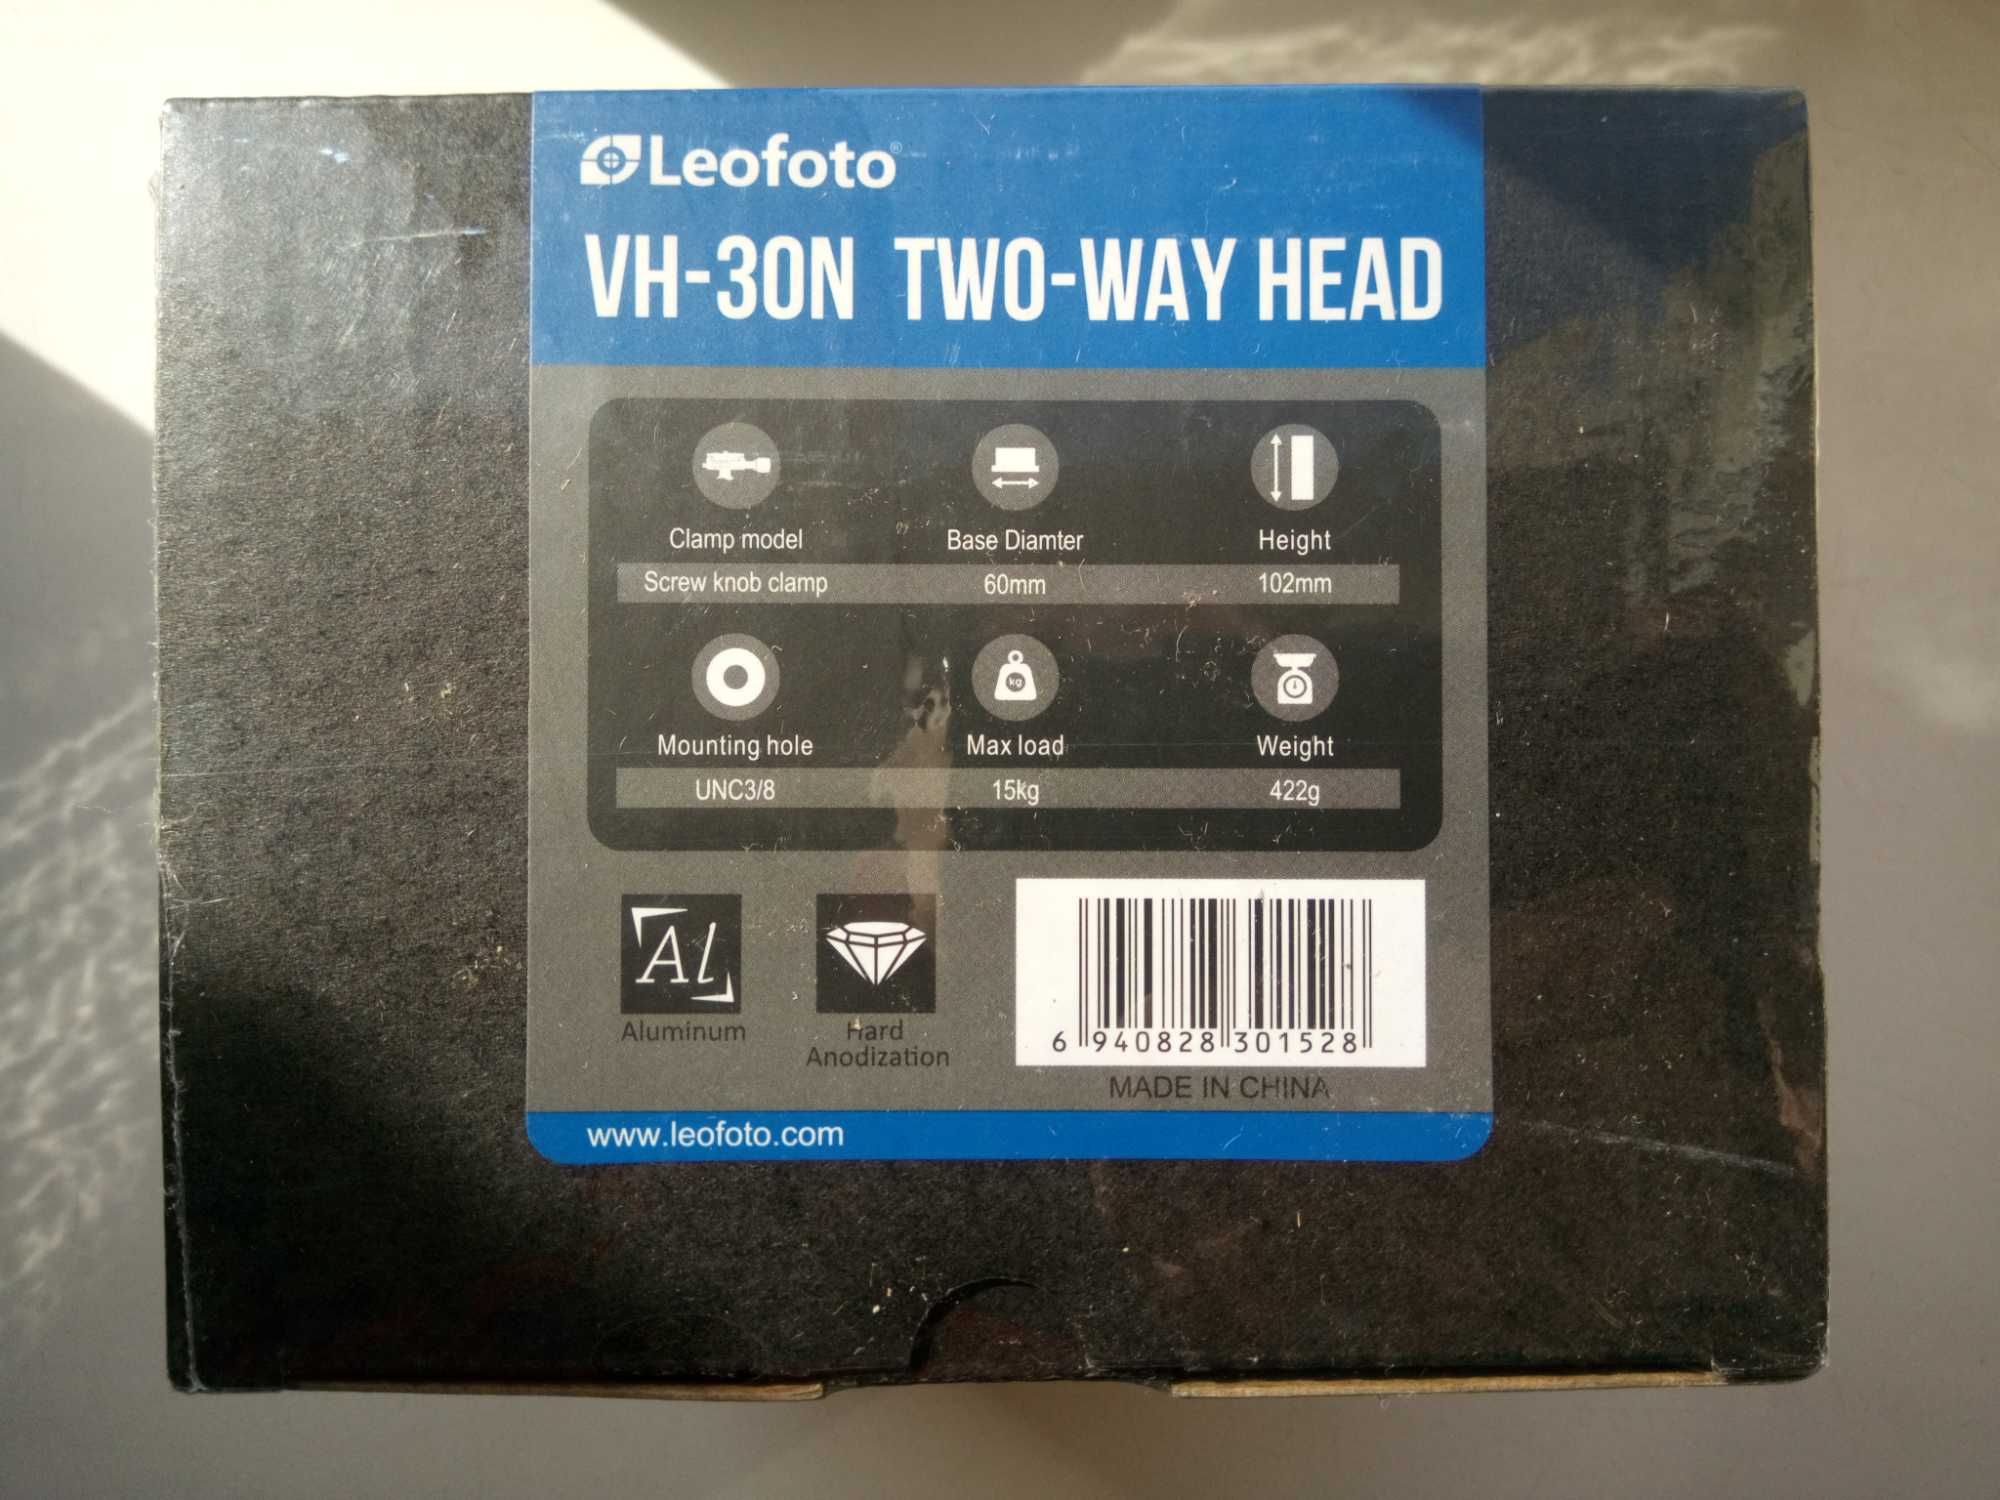 Leofoto®
VH-30N TWO-WAY HEAD
Clamp model Base Diamter Height
Screw knob clamp 60mm 102mm
kg
Mounting hole Max load Weight
UNC3/8 15kg 422g
Al
Aluminum
Hard
Anodization
6 940828 301528
MADE IN CHINA
www.leofoto.com